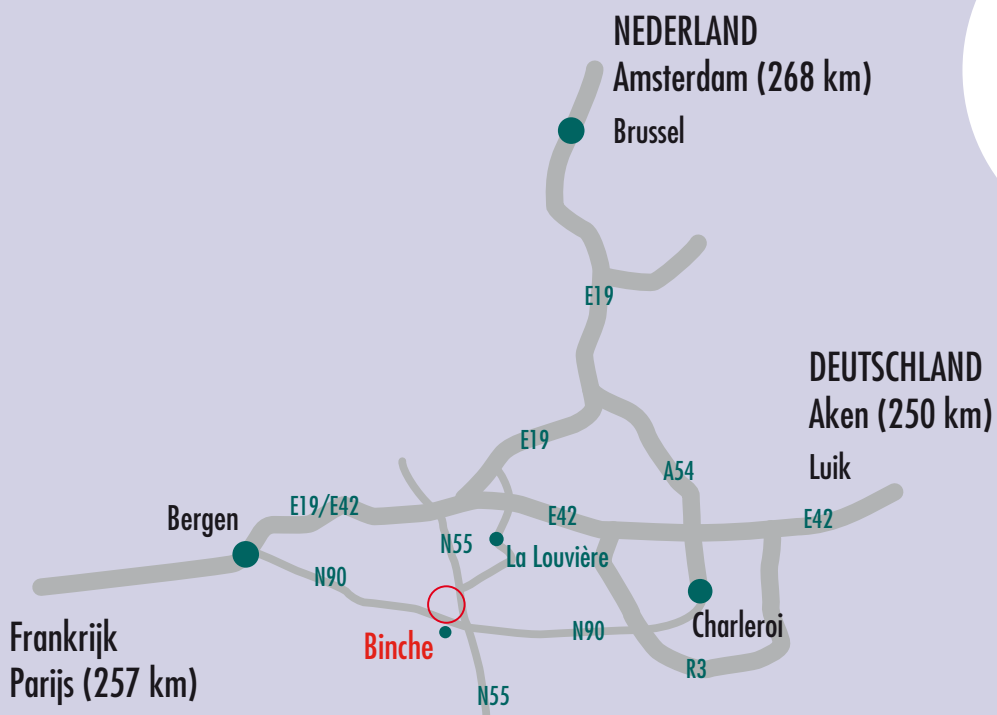 NEDERLAND
Amsterdam (268 km)
Brussel
E19
DEUTSCHLAND
Aken (250 km)
Luik
E19
A54
E19/E42
Bergen
E42
E42
N55
La Louvière
N90
Binche
N90
Charleroi
R3
Frankrijk
Parijs (257 km)
N55